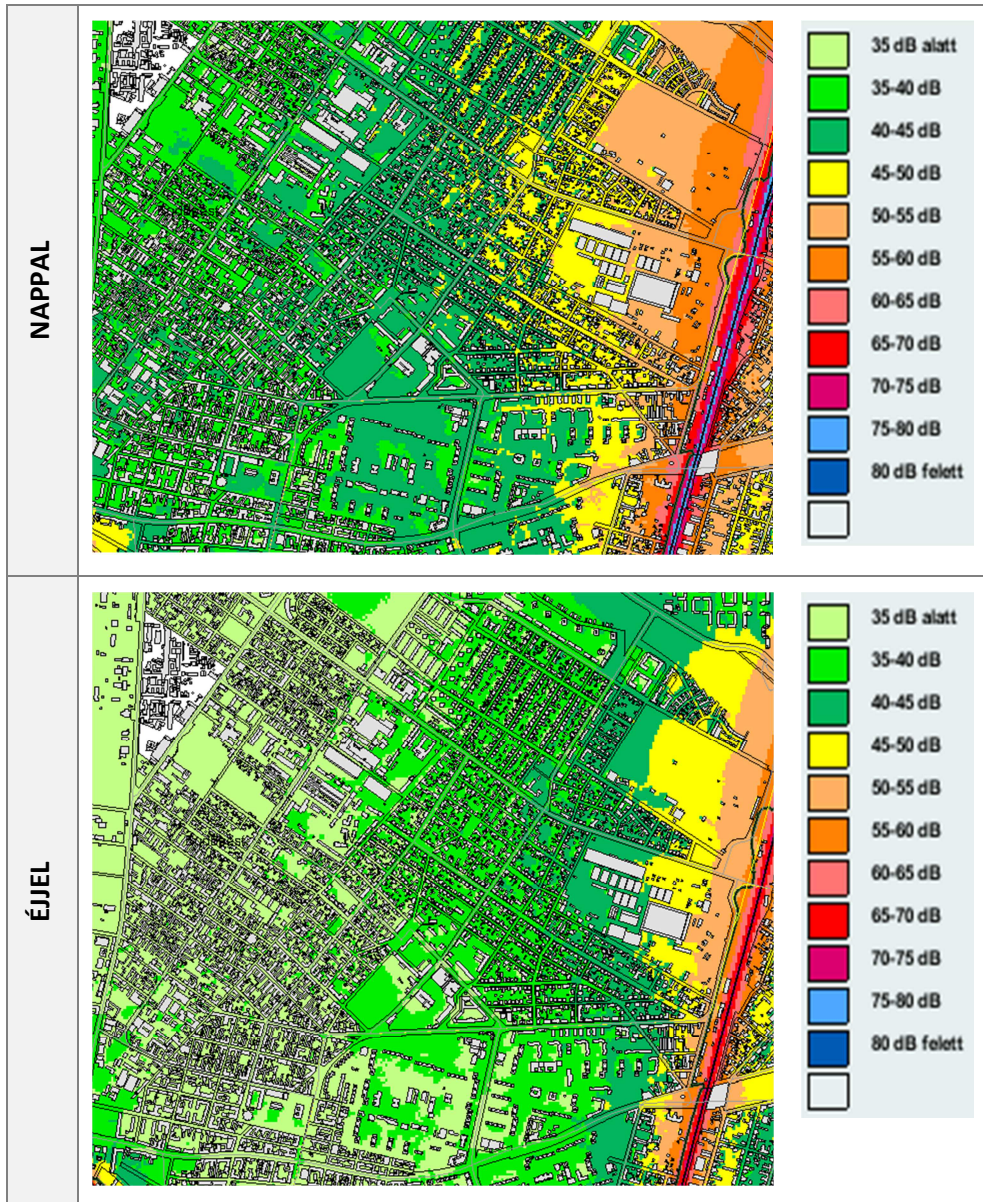 NAPPAL
35 dB alatt
35-40 dB
40-45 dB
45-50 dB
50-55 dB
55-60 dB
60-65 dB
65-70 dB
70-75 dB
75-80 dB
80 dB felett
ÉJJEL
35 dB alatt
35-40 dB
40-45 dB
45-50 dB
50-55 dB
55-60 dB
60-65 dB
65-70 dB
70-75 dB
75-80 dB
80 dB felett